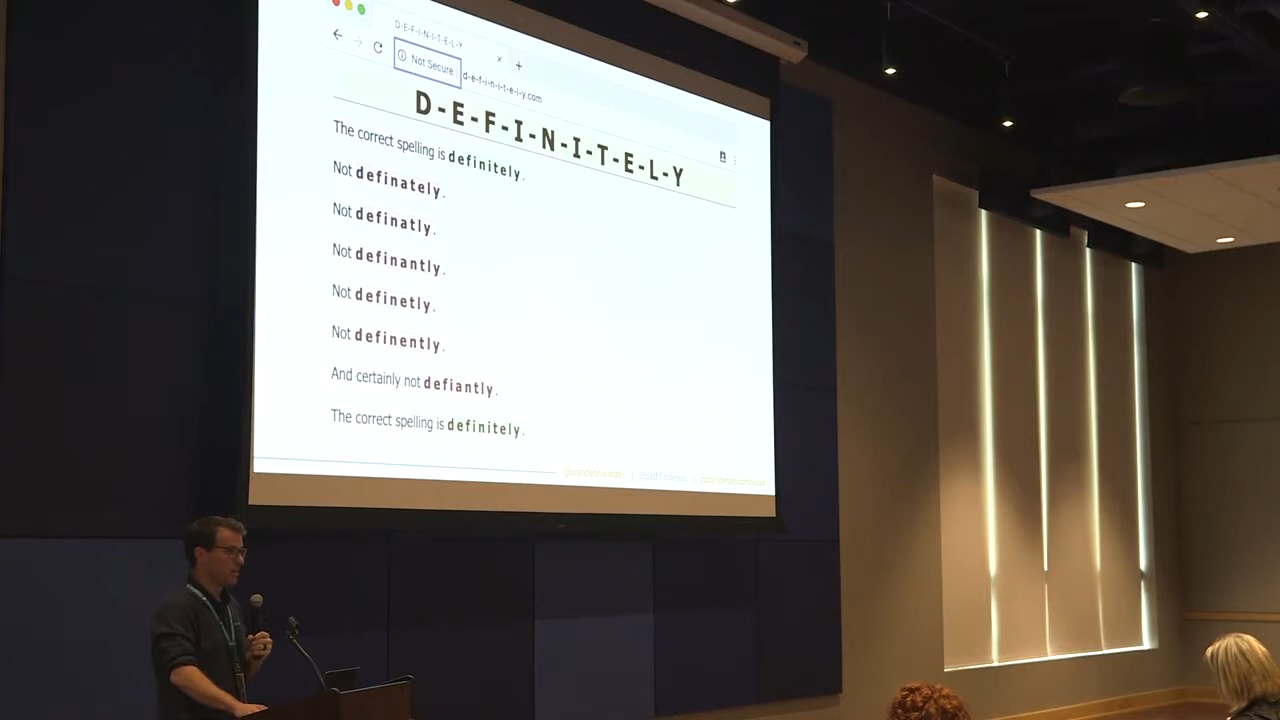 D-E-F-I-N-I-T-E-L-Y
Not Secure d-e-f-i-n-i-t-e-l-y.com
D-E-F-I-N-I-T-E-L-Y
The correct spelling is definitely.
Not definately.
Not definatly.
Not definantly.
Not definetly.
Not definently.
And certainly not defiantly.
The correct spelling is definitely.